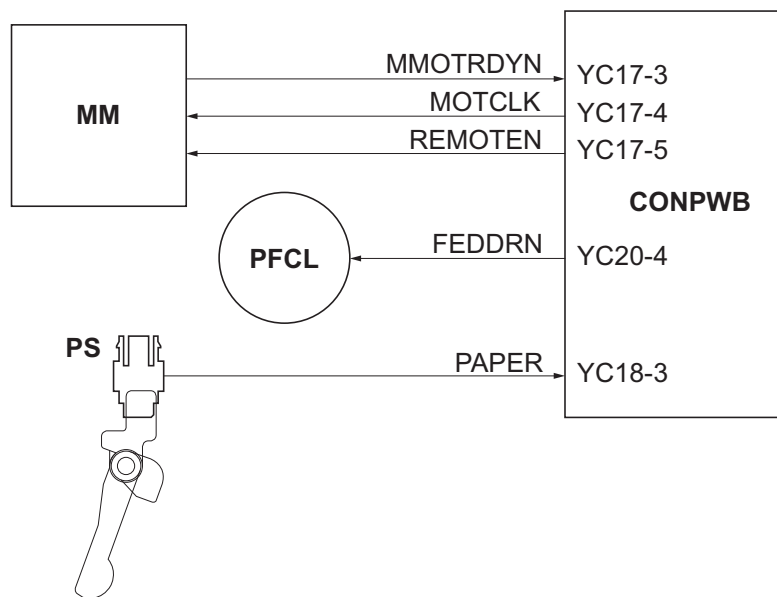 MM
MMOTRDYN
YC17-3
MOTCLK
YC17-4
REMOTEN
YC17-5
CONPWB
PFCL
FEDDRN
YC20-4
PS
PAPER
YC18-3